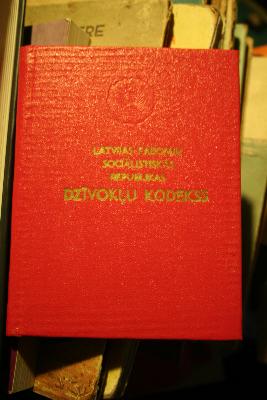 LATVIJAS PADOMJU
SOCIĀLISTISKĀS
REPUBLIKAS
DZĪVOKĻU KODEKSS